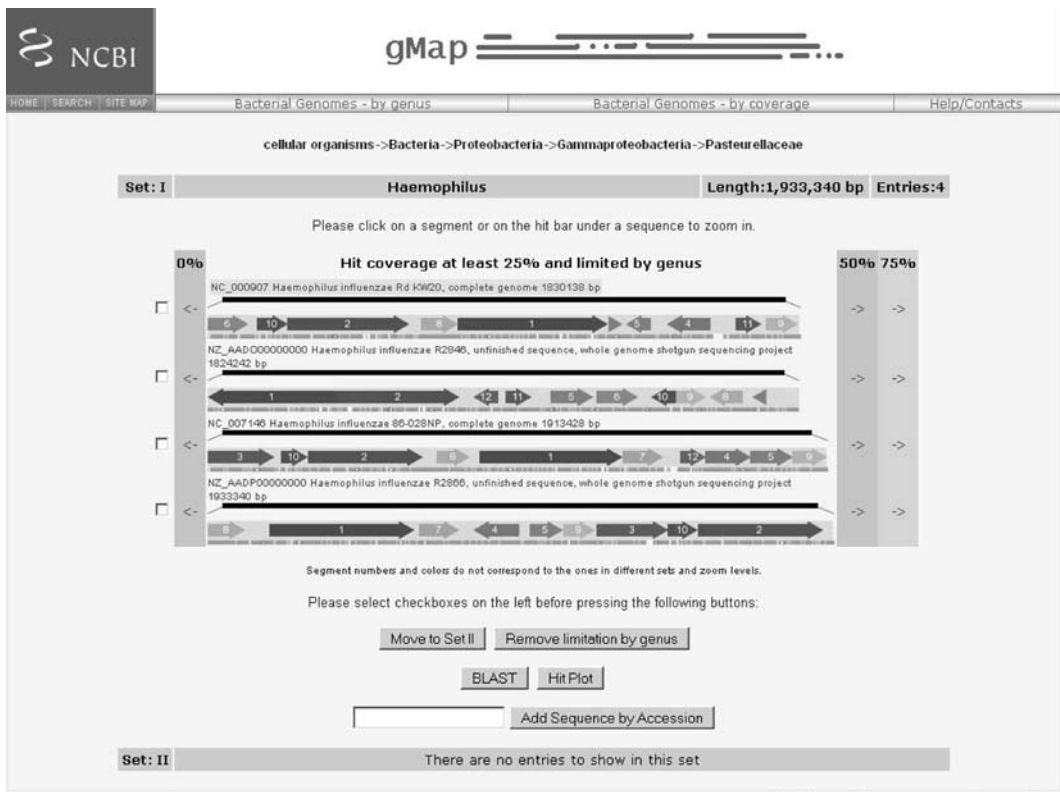 NCBI
gMap
HOME SEARCH SITE MAP Bacterial Genomes - by genus Bacterial Genomes - by coverage Help/Contacts
cellular organisms->Bacteria->Proteobacteria->Gammaproteobacteria->Pasteurellaceae
Set: I Haemophilus Length:1,933,340 bp Entries:4
Please click on a segment or on the hit bar under a sequence to zoom in.
0% Hit coverage at least 25% and limited by genus 50% 75%
NC_000907 Haemophilus influenzae Rd KW20, complete genome 1830138 bp
<- -> ->
6 10 2 8 1 5 4 11 9
NZ_AADO00000000 Haemophilus influenzae R2846, unfinished sequence, whole genome shotgun sequencing project
1824242 bp
<- -> ->
1 2 12 11 5 6 10 9 8
NC_007146 Haemophilus influenzae 86-028NP, complete genome 1913428 bp
<- -> ->
3 10 2 8 1 7 12 4 5 9
NZ_AADP00000000 Haemophilus influenzae R2866, unfinished sequence, whole genome shotgun sequencing project
1933340 bp
<- -> ->
8 1 7 4 5 9 3 10 2
Segment numbers and colors do not correspond to the ones in different sets and zoom levels.
Please select checkboxes on the left before pressing the following buttons:
Move to Set II Remove limitation by genus
BLAST Hit Plot
Add Sequence by Accession
Set: II There are no entries to show in this set